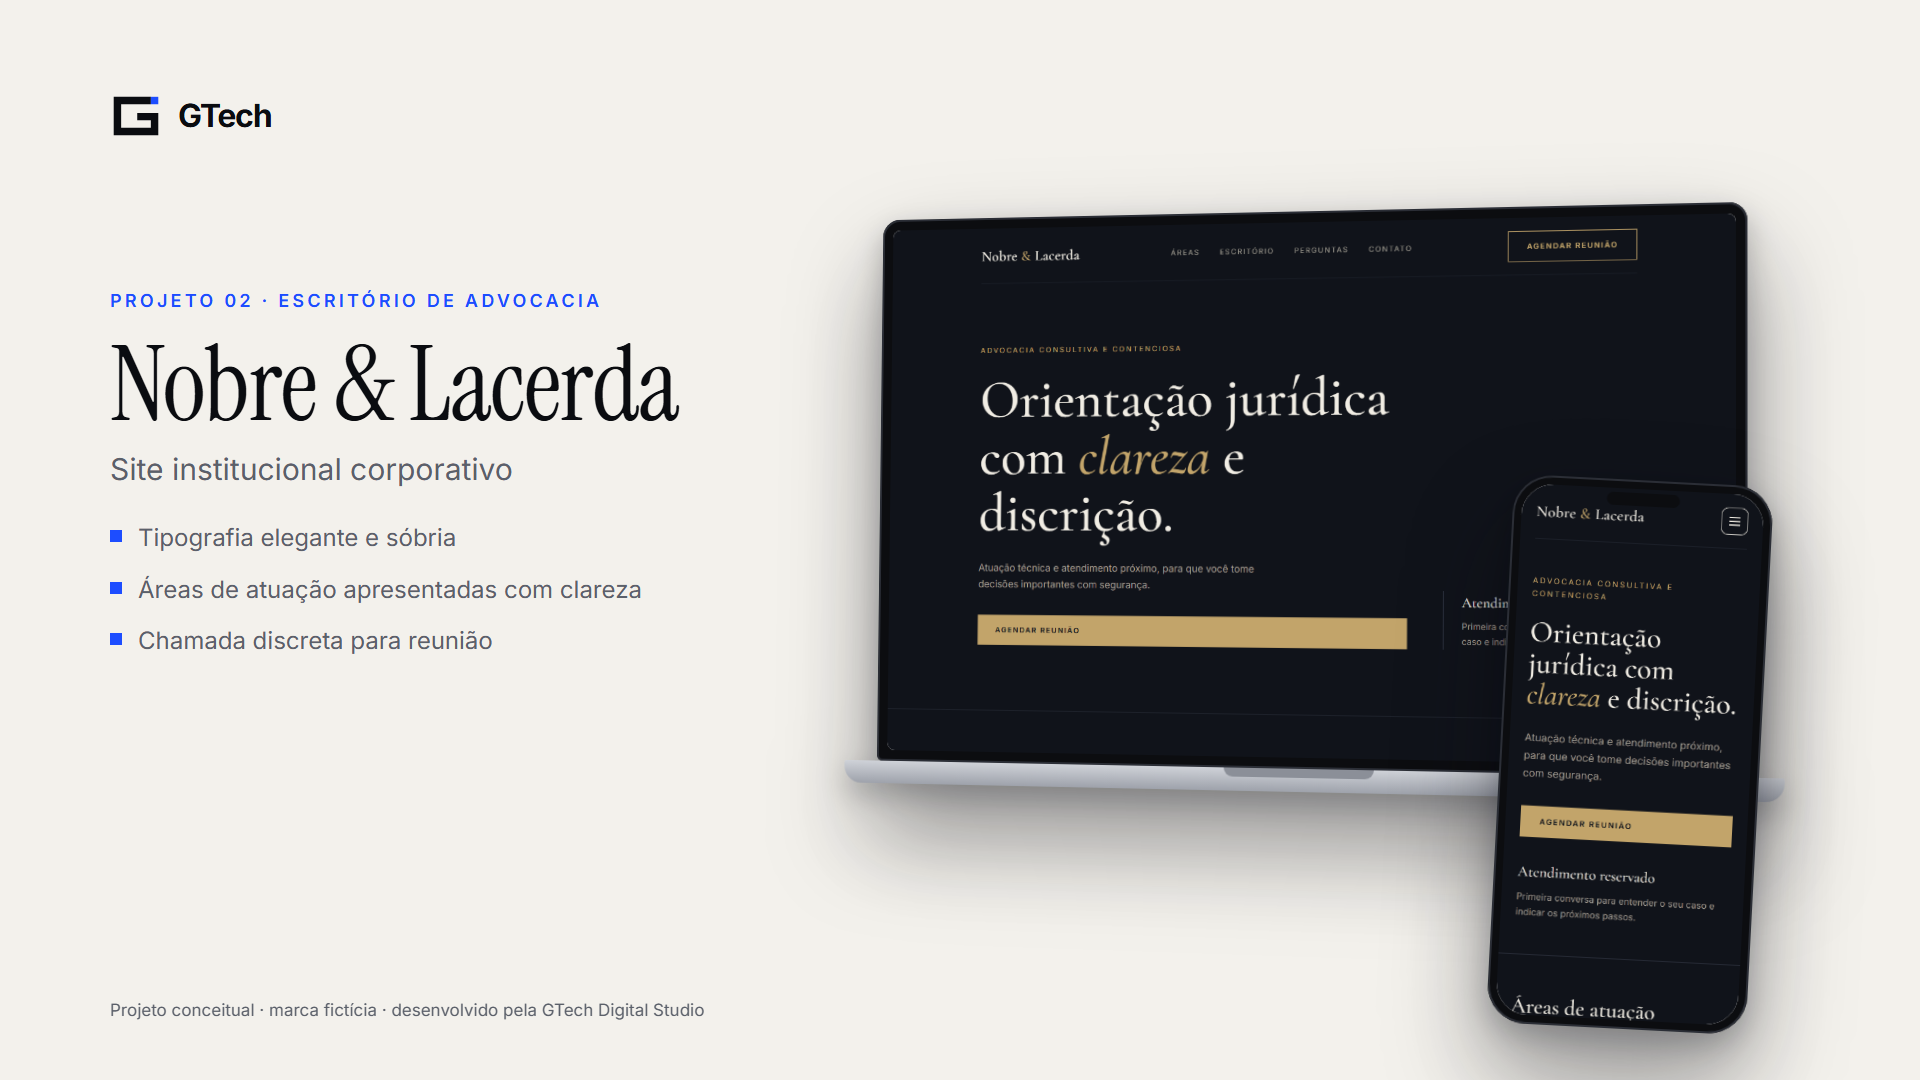 GTech
PROJETO 02 · ESCRITÓRIO DE ADVOCACIA
Nobre & Lacerda
Site institucional corporativo
Tipografia elegante e sóbria
Áreas de atuação apresentadas com clareza
Chamada discreta para reunião
Projeto conceitual · marca fictícia · desenvolvido pela GTech Digital Studio
Nobre & Lacerda
ÁREAS ESCRITÓRIO PERGUNTAS CONTATO
AGENDAR REUNIÃO
ADVOCACIA CONSULTIVA E CONTENCIOSA
Orientação jurídica
com clareza e
discrição.
Atuação técnica e atendimento próximo, para que você tome
decisões importantes com segurança.
AGENDAR REUNIÃO
Atendin
Primeira co
caso e indi
Nobre & Lacerda
ADVOCACIA CONSULTIVA E
CONTENCIOSA
Orientação
jurídica com
clareza e discrição.
Atuação técnica e atendimento próximo,
para que você tome decisões importantes
com segurança.
AGENDAR REUNIÃO
Atendimento reservado
Primeira conversa para entender o seu caso e
indicar os próximos passos.
Áreas de atuação